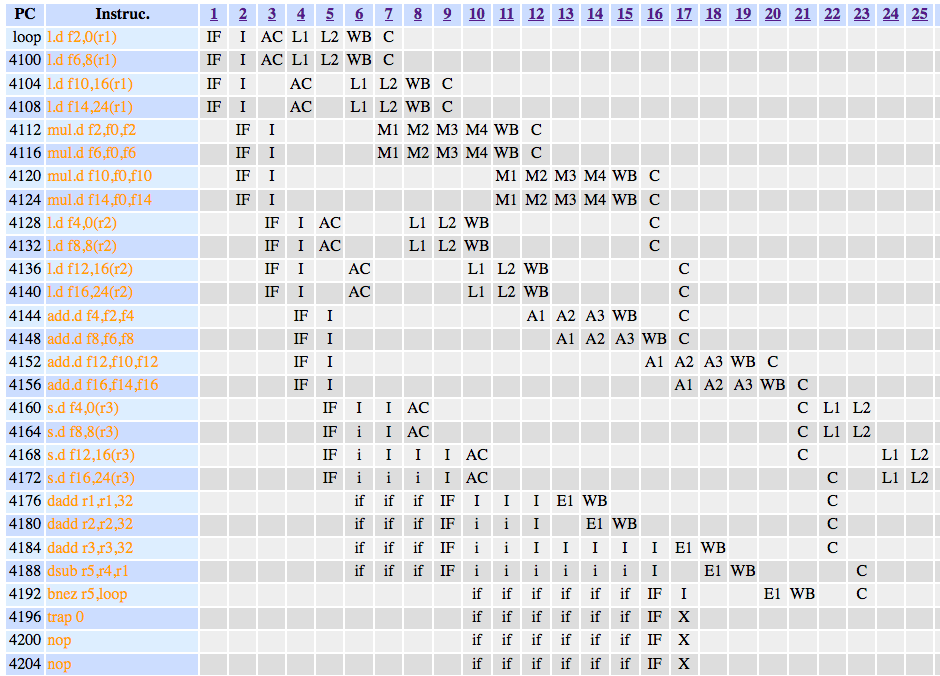 PC Instruc. 1 2 3 4 5 6 7 8 9 10 11 12 13 14 15 16 17 18 19 20 21 22 23 24 25
loop l.d f2,0(r1) IF I AC L1 L2 WB C
4100 l.d f6,8(r1) IF I AC L1 L2 WB C
4104 l.d f10,16(r1) IF I AC L1 L2 WB C
4108 l.d f14,24(r1) IF I AC L1 L2 WB C
4112 mul.d f2,f0,f2 IF I M1 M2 M3 M4 WB C
4116 mul.d f6,f0,f6 IF I M1 M2 M3 M4 WB C
4120 mul.d f10,f0,f10 IF I M1 M2 M3 M4 WB C
4124 mul.d f14,f0,f14 IF I M1 M2 M3 M4 WB C
4128 l.d f4,0(r2) IF I AC L1 L2 WB C
4132 l.d f8,8(r2) IF I AC L1 L2 WB C
4136 l.d f12,16(r2) IF I AC L1 L2 WB C
4140 l.d f16,24(r2) IF I AC L1 L2 WB C
4144 add.d f4,f2,f4 IF I A1 A2 A3 WB C
4148 add.d f8,f6,f8 IF I A1 A2 A3 WB C
4152 add.d f12,f10,f12 IF I A1 A2 A3 WB C
4156 add.d f16,f14,f16 IF I A1 A2 A3 WB C
4160 s.d f4,0(r3) IF I I AC C L1 L2
4164 s.d f8,8(r3) IF i I AC C L1 L2
4168 s.d f12,16(r3) IF i I I I AC C L1 L2
4172 s.d f16,24(r3) IF i i i I AC C L1 L2
4176 dadd r1,r1,32 if if if IF I I I E1 WB C
4180 dadd r2,r2,32 if if if IF i i I E1 WB C
4184 dadd r3,r3,32 if if if IF i i I I I I I E1 WB C
4188 dsub r5,r4,r1 if if if IF i i i i i i I E1 WB C
4192 bnez r5,loop if if if if if if IF I E1 WB C
4196 trap 0 if if if if if if IF X
4200 nop if if if if if if IF X
4204 nop if if if if if if IF X